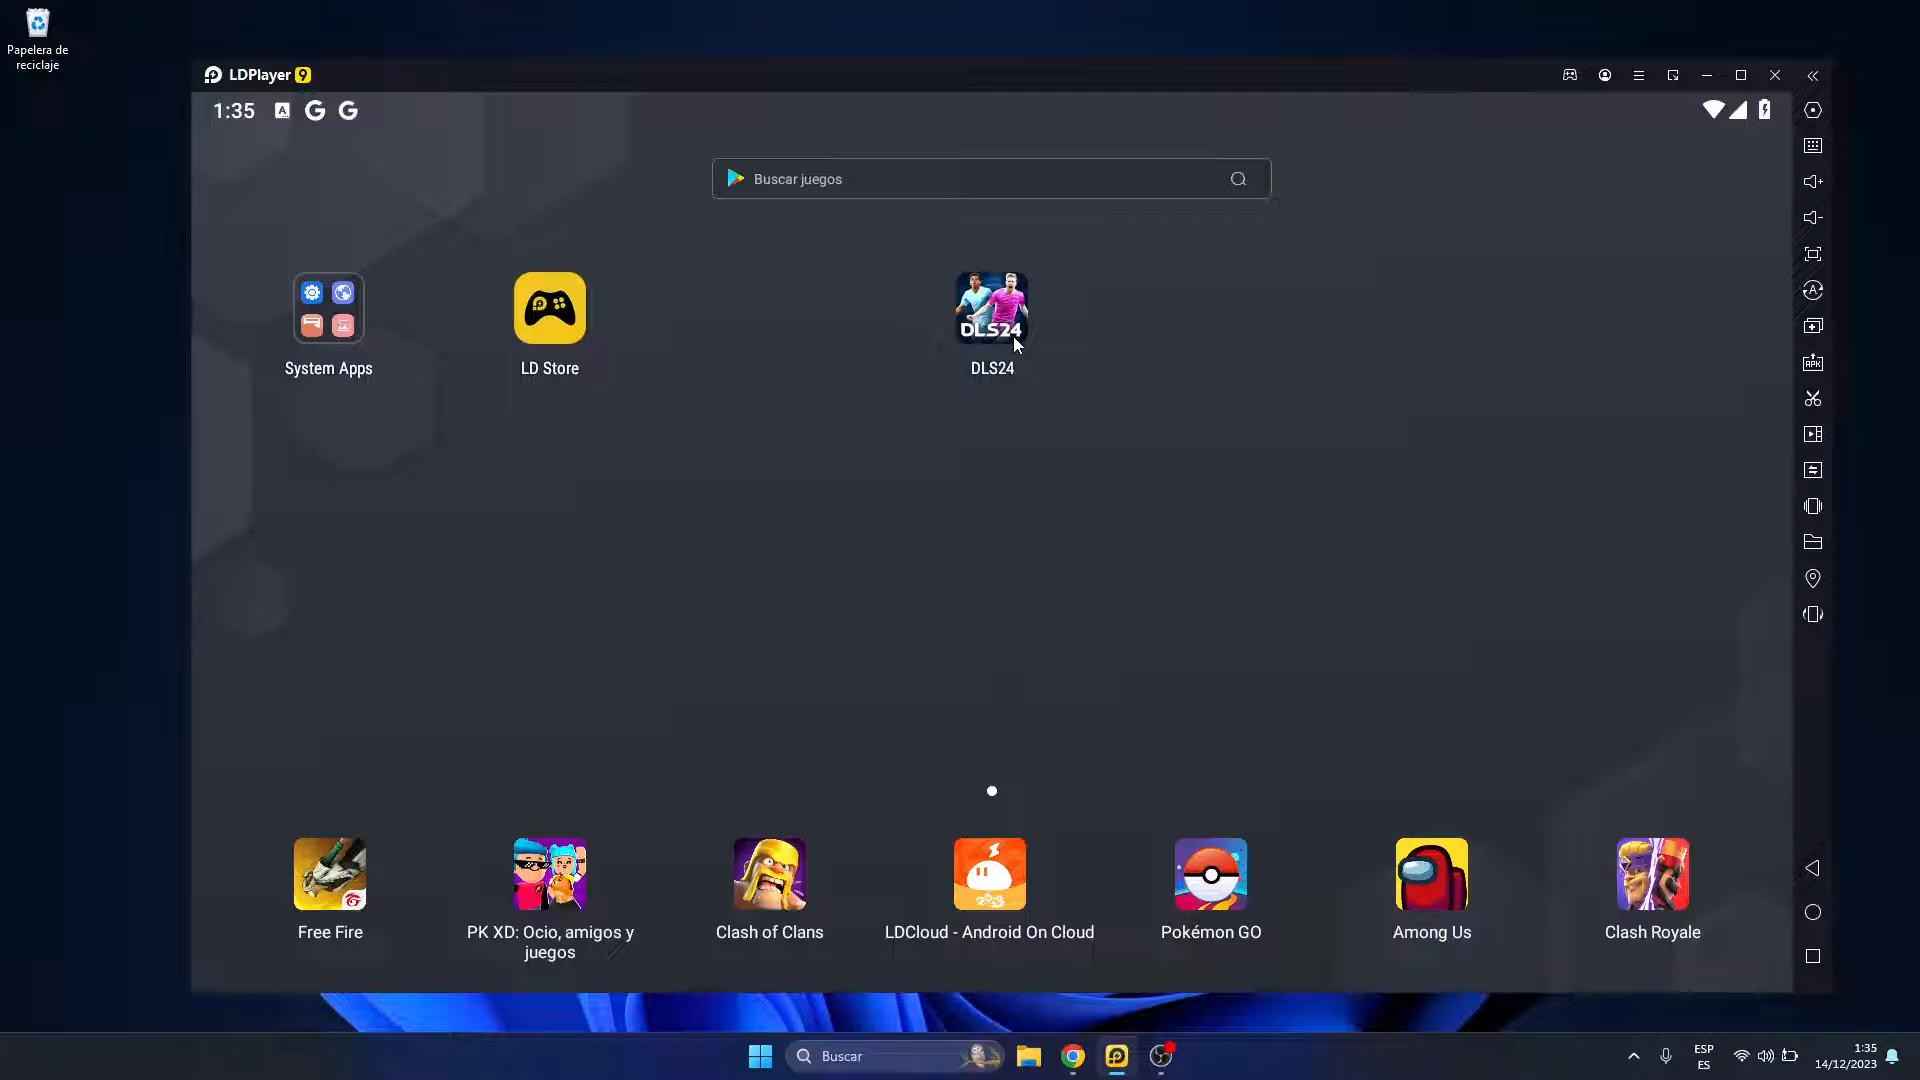 Papelera de
reciclaje
LDPlayer 9
1:35
Buscar juegos
DLS24
System Apps
LD Store
DLS24
Free Fire
PK XD: Ocio, amigos y
juegos
Clash of Clans
LDCloud - Android On Cloud
Pokémon GO
Among Us
Clash Royale
APK
Buscar
ESP
ES
1:35
14/12/2023